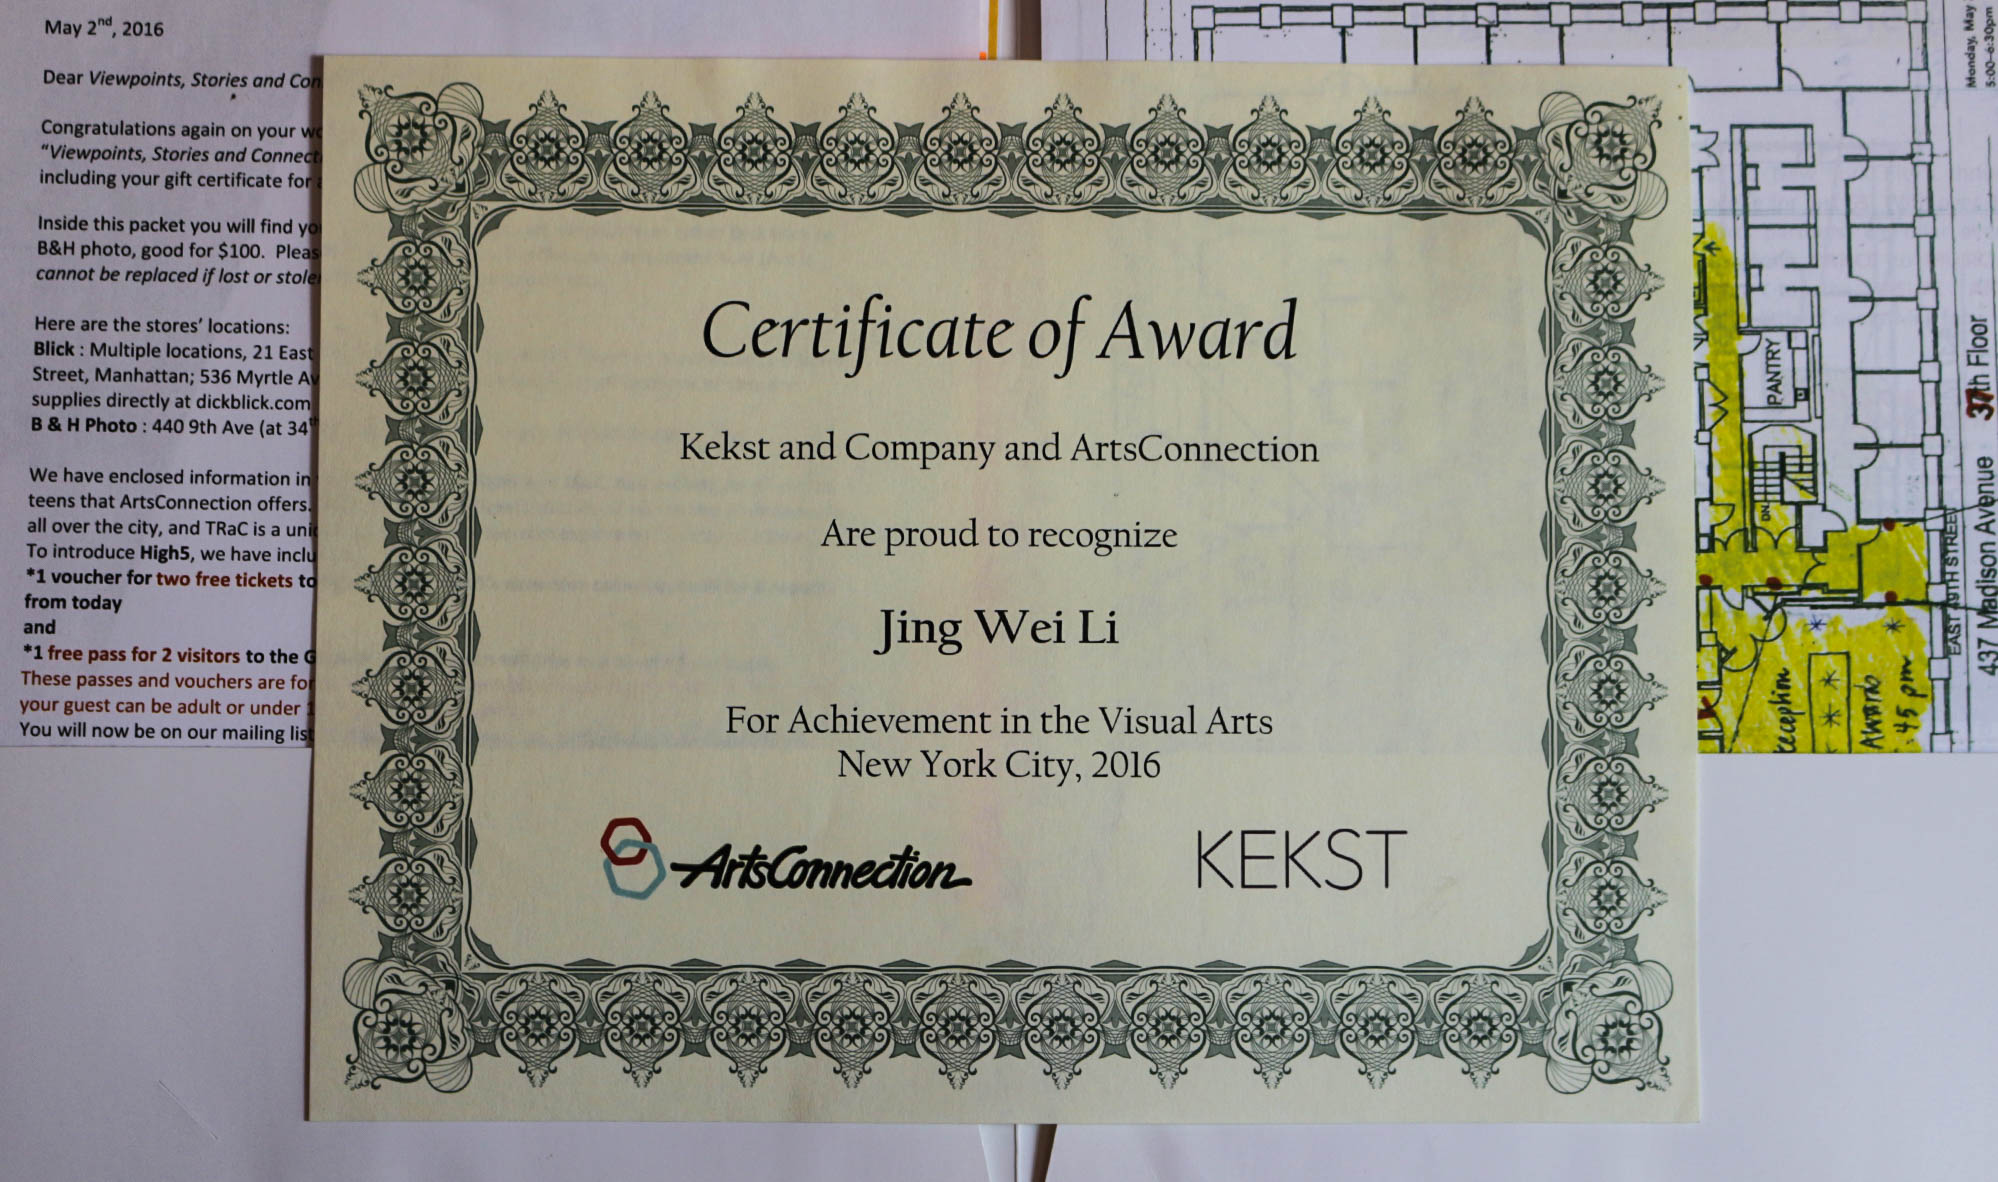 May 2nd, 2016
Dear Viewpoints, Stories and Con
Congratulations again on your
"Viewpoints, Stories and Connect
including your gift certificate for
Inside this packet you will find yo
B&H photo, good for $100. Pleas
cannot be replaced if lost or stole
Here are the stores' locations:
Blick : Multiple locations, 21 East
Street, Manhattan; 536 Myrtle Av
supplies directly at dickblick.com
B & H Photo : 440 9th Ave (at 34th
We have enclosed information in
teens that ArtsConnection offers.
all over the city, and TRaC is a uni
To introduce High5, we have inclu
*1 voucher for two free tickets to
from today
and
*1 free pass for 2 visitors to the G
These passes and vouchers are for
your guest can be adult or under 1
You will now be on our mailing list
Certificate of Award
Kekst and Company and ArtsConnection
Are proud to recognize
Jing Wei Li
For Achievement in the Visual Arts
New York City, 2016
ArtsConnection
KEKST
PANTRY
DN
EAST 49TH STREET
437 Madison Avenue 37th Floor
Monday, May
5:00-6:30pm
eception
Awards
:45 pm